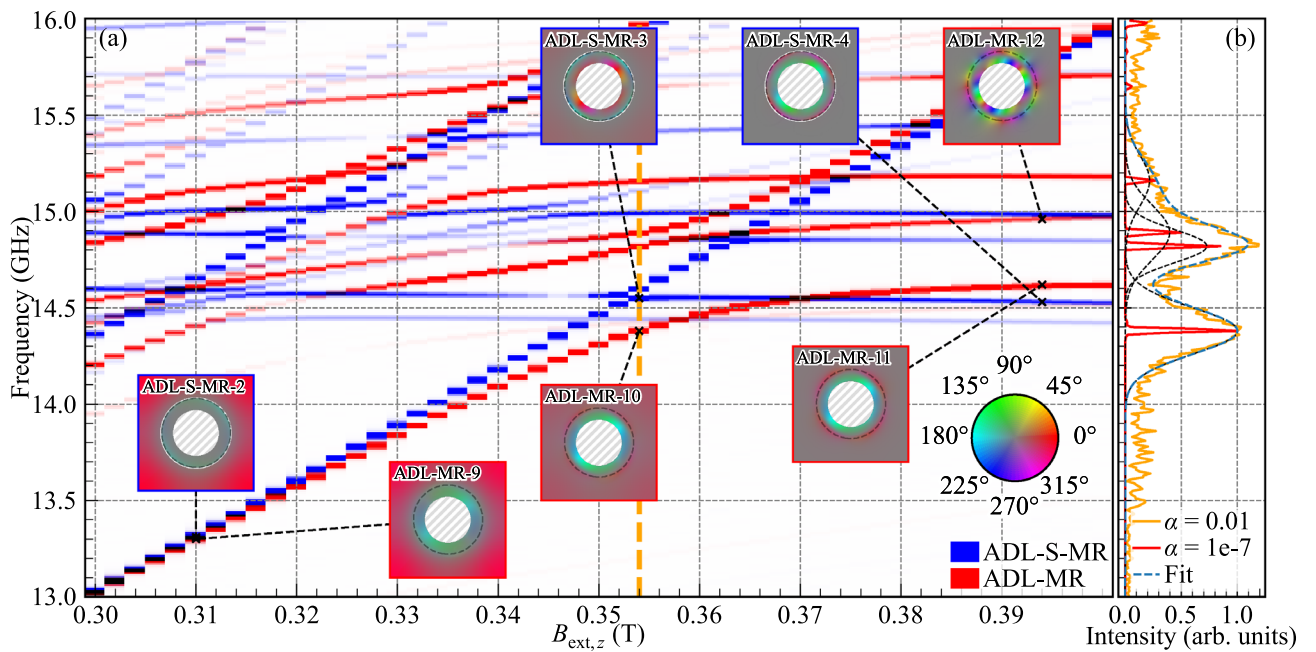 (a)
(b)
16.0
15.5
15.0
14.5
14.0
13.5
13.0
Frequency (GHz)
0.30
0.31
0.32
0.33
0.34
0.35
0.36
0.37
0.38
0.39
B_ext, z (T)
ADL-S-MR-3
ADL-S-MR-4
ADL-MR-12
ADL-S-MR-2
ADL-MR-9
ADL-MR-10
ADL-MR-11
90°
135° 45°
180° 0°
225° 315°
270°
ADL-S-MR
ADL-MR
α = 0.01
α = 1e-7
Fit
0.0 0.5 1.0
Intensity (arb. units)